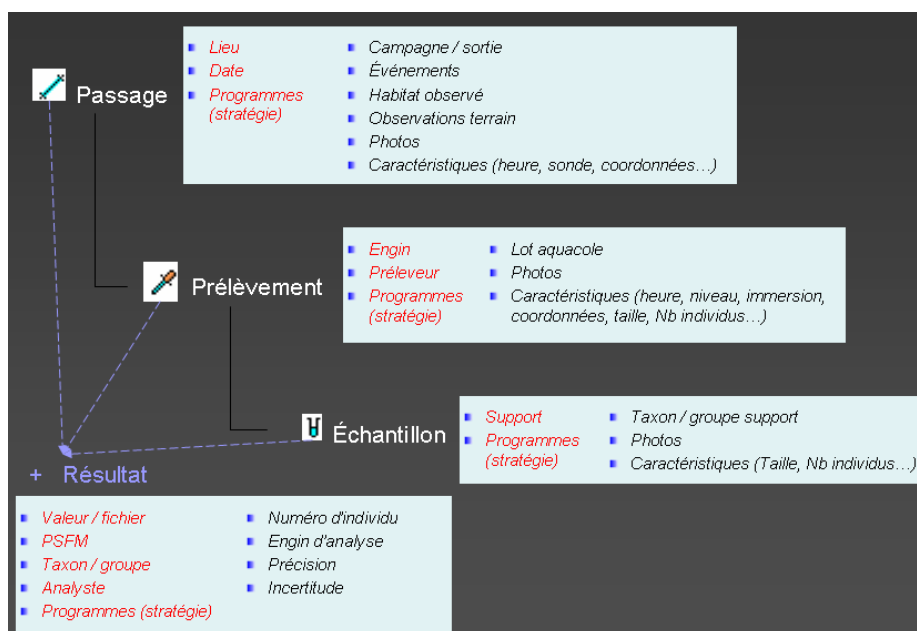 Passage
Lieu
Date
Programmes
(stratégie)
Campagne / sortie
Événements
Habitat observé
Observations terrain
Photos
Caractéristiques (heure, sonde, coordonnées…)
Prélèvement
Engin
Préleveur
Programmes
(stratégie)
Lot aquacole
Photos
Caractéristiques (heure, niveau, immersion,
coordonnées, taille, Nb individus…)
Échantillon
Support
Programmes
(stratégie)
Taxon / groupe support
Photos
Caractéristiques (Taille, Nb individus…)
+ Résultat
Valeur / fichier
PSFM
Taxon / groupe
Analyste
Programmes (stratégie)
Numéro d'individu
Engin d'analyse
Précision
Incertitude